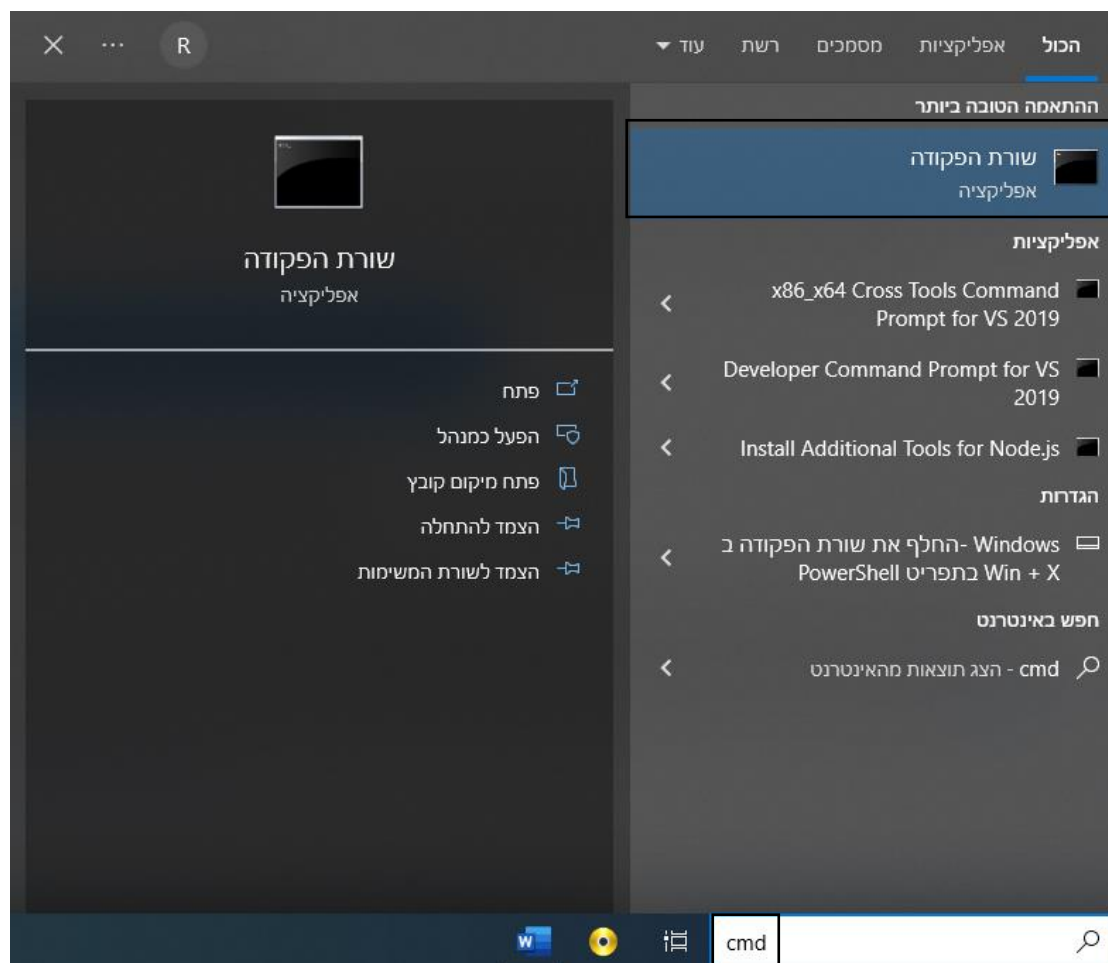 הכול אפליקציות מסמכים רשת עוד R
ההתאמה הטובה ביותר
שורת הפקודה
אפליקציה
אפליקציות
x86_x64 Cross Tools Command
Prompt for VS 2019
Developer Command Prompt for VS
2019
Install Additional Tools for Node.js
הגדרות
Windows -החלף את שורת הפקודה ב
Win + X בתפריט PowerShell
חפש באינטרנט
cmd - הצג תוצאות מהאינטרנט
שורת הפקודה
אפליקציה
פתח
הפעל כמנהל
פתח מיקום קובץ
הצמד להתחלה
הצמד לשורת המשימות
cmd
W